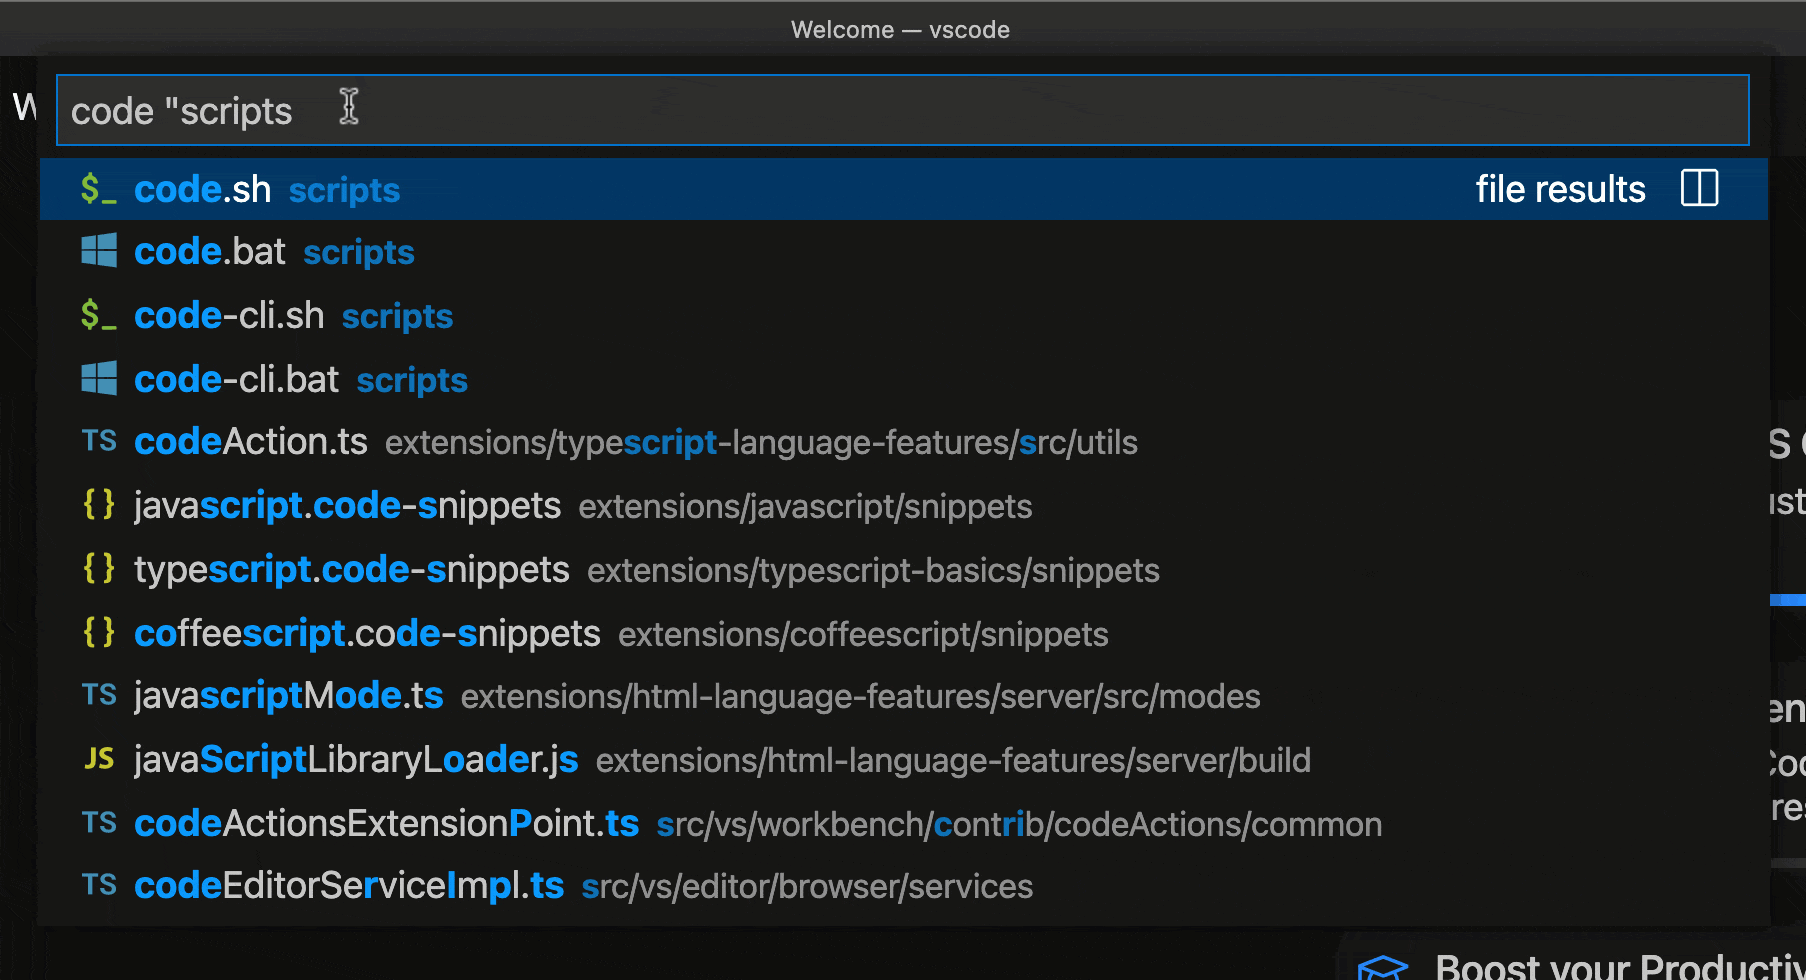 Welcome — vscode
W
code "scripts
$_ code.sh scripts file results
code.bat scripts
$_ code-cli.sh scripts
code-cli.bat scripts
TS codeAction.ts extensions/typescript-language-features/src/utils
{} javascript.code-snippets extensions/javascript/snippets
{} typescript.code-snippets extensions/typescript-basics/snippets
{} coffeescript.code-snippets extensions/coffeescript/snippets
TS javascriptMode.ts extensions/html-language-features/server/src/modes
JS javaScriptLibraryLoader.js extensions/html-language-features/server/build
TS codeActionsExtensionPoint.ts src/vs/workbench/contrib/codeActions/common
TS codeEditorServiceImpl.ts src/vs/editor/browser/services
Boost your Productiv